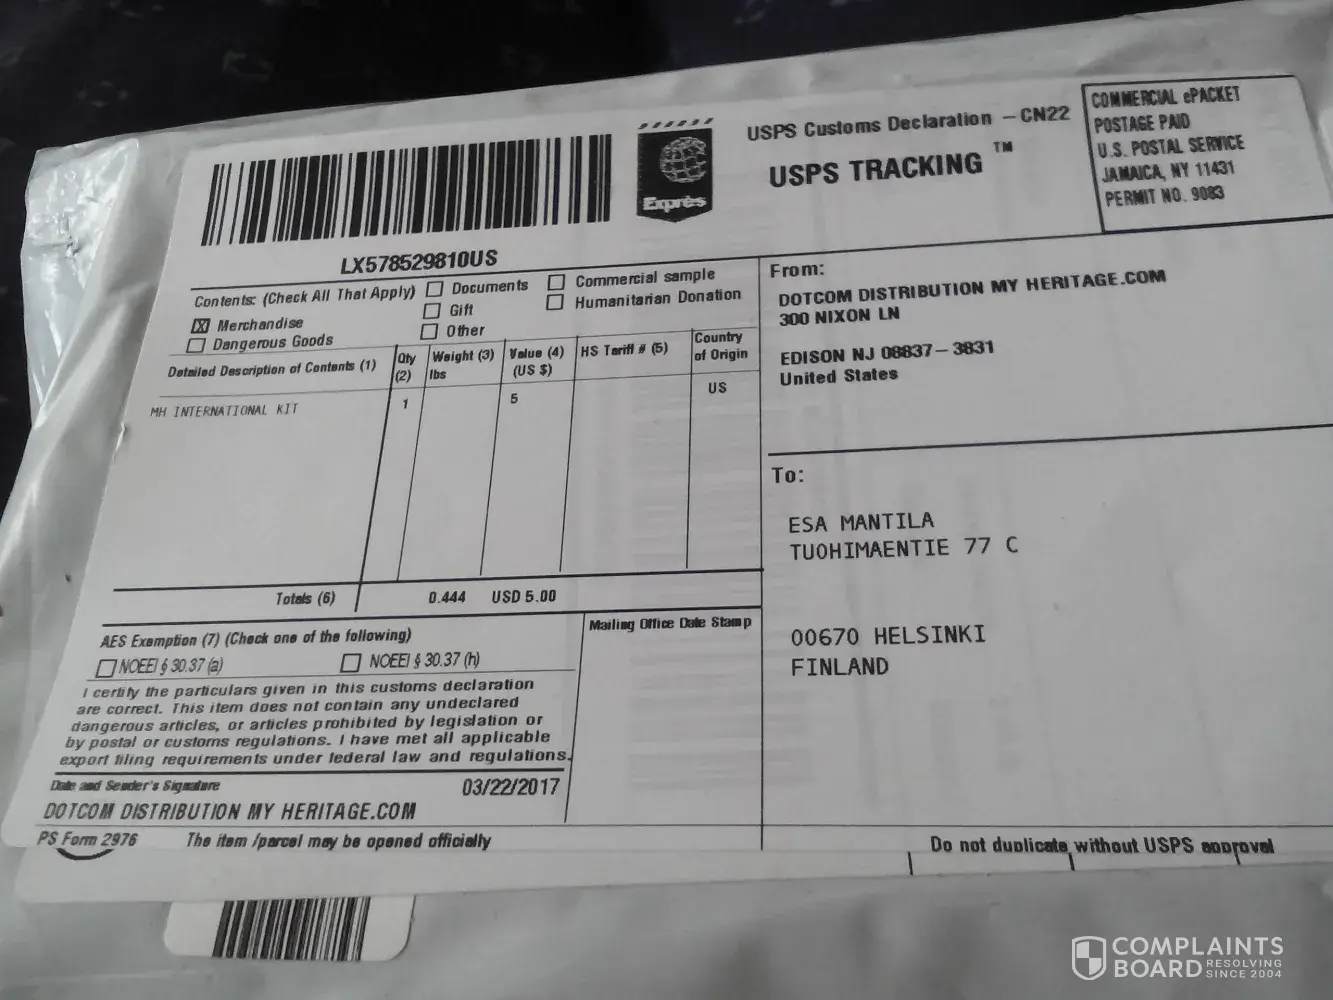 USPS Customs Declaration – CN22
USPS TRACKING ™
COMMERCIAL ePACKET
POSTAGE PAID
U.S. POSTAL SERVICE
JAMAICA, NY 11431
PERMIT NO. 9083
Exprès
LX578529810US
Contents: (Check All That Apply)
Documents
Commercial sample
Merchandise
Gift
Humanitarian Donation
Dangerous Goods
Other
Detailed Description of Contents (1)
Qty
(2)
Weight (3)
lbs
Value (4)
(US $)
HS Tariff # (5)
Country
of Origin
MH INTERNATIONAL KIT
1
5
US
Totals (6)
0.444
USD 5.00
AES Exemption (7) (Check one of the following)
NOEEI § 30.37 (a)
NOEEI § 30.37 (h)
I certify the particulars given in this customs declaration
are correct. This item does not contain any undeclared
dangerous articles, or articles prohibited by legislation or
by postal or customs regulations. I have met all applicable
export filing requirements under federal law and regulations.
Date and Sender's Signature
03/22/2017
DOTCOM DISTRIBUTION MY HERITAGE.COM
Mailing Office Date Stamp
From:
DOTCOM DISTRIBUTION MY HERITAGE.COM
300 NIXON LN
EDISON NJ 08837-3831
United States
To:
ESA MANTILA
TUOHIMAENTIE 77 C
00670 HELSINKI
FINLAND
PS Form 2976
The item /parcel may be opened officially
Do not duplicate without USPS approval
COMPLAINTS
BOARD RESOLVING
SINCE 2004